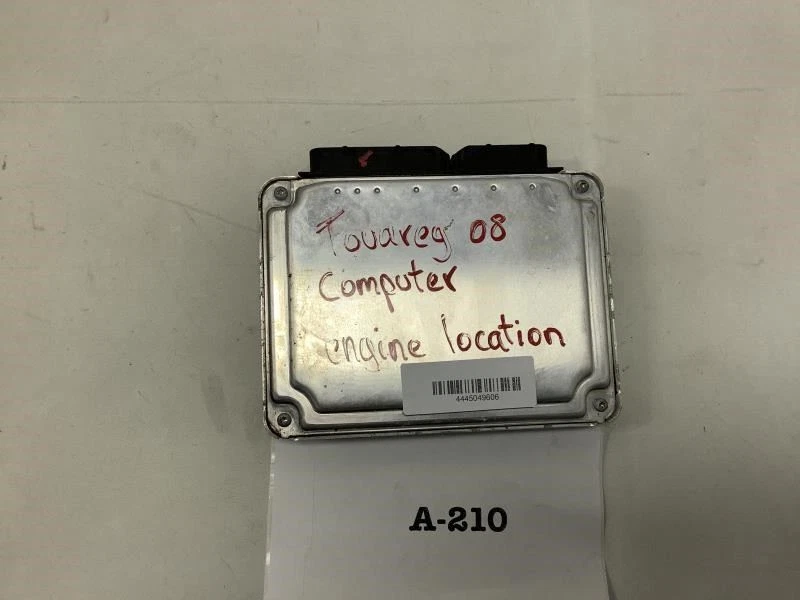 Touareg 08
computer
engine location
4445049606
A-210